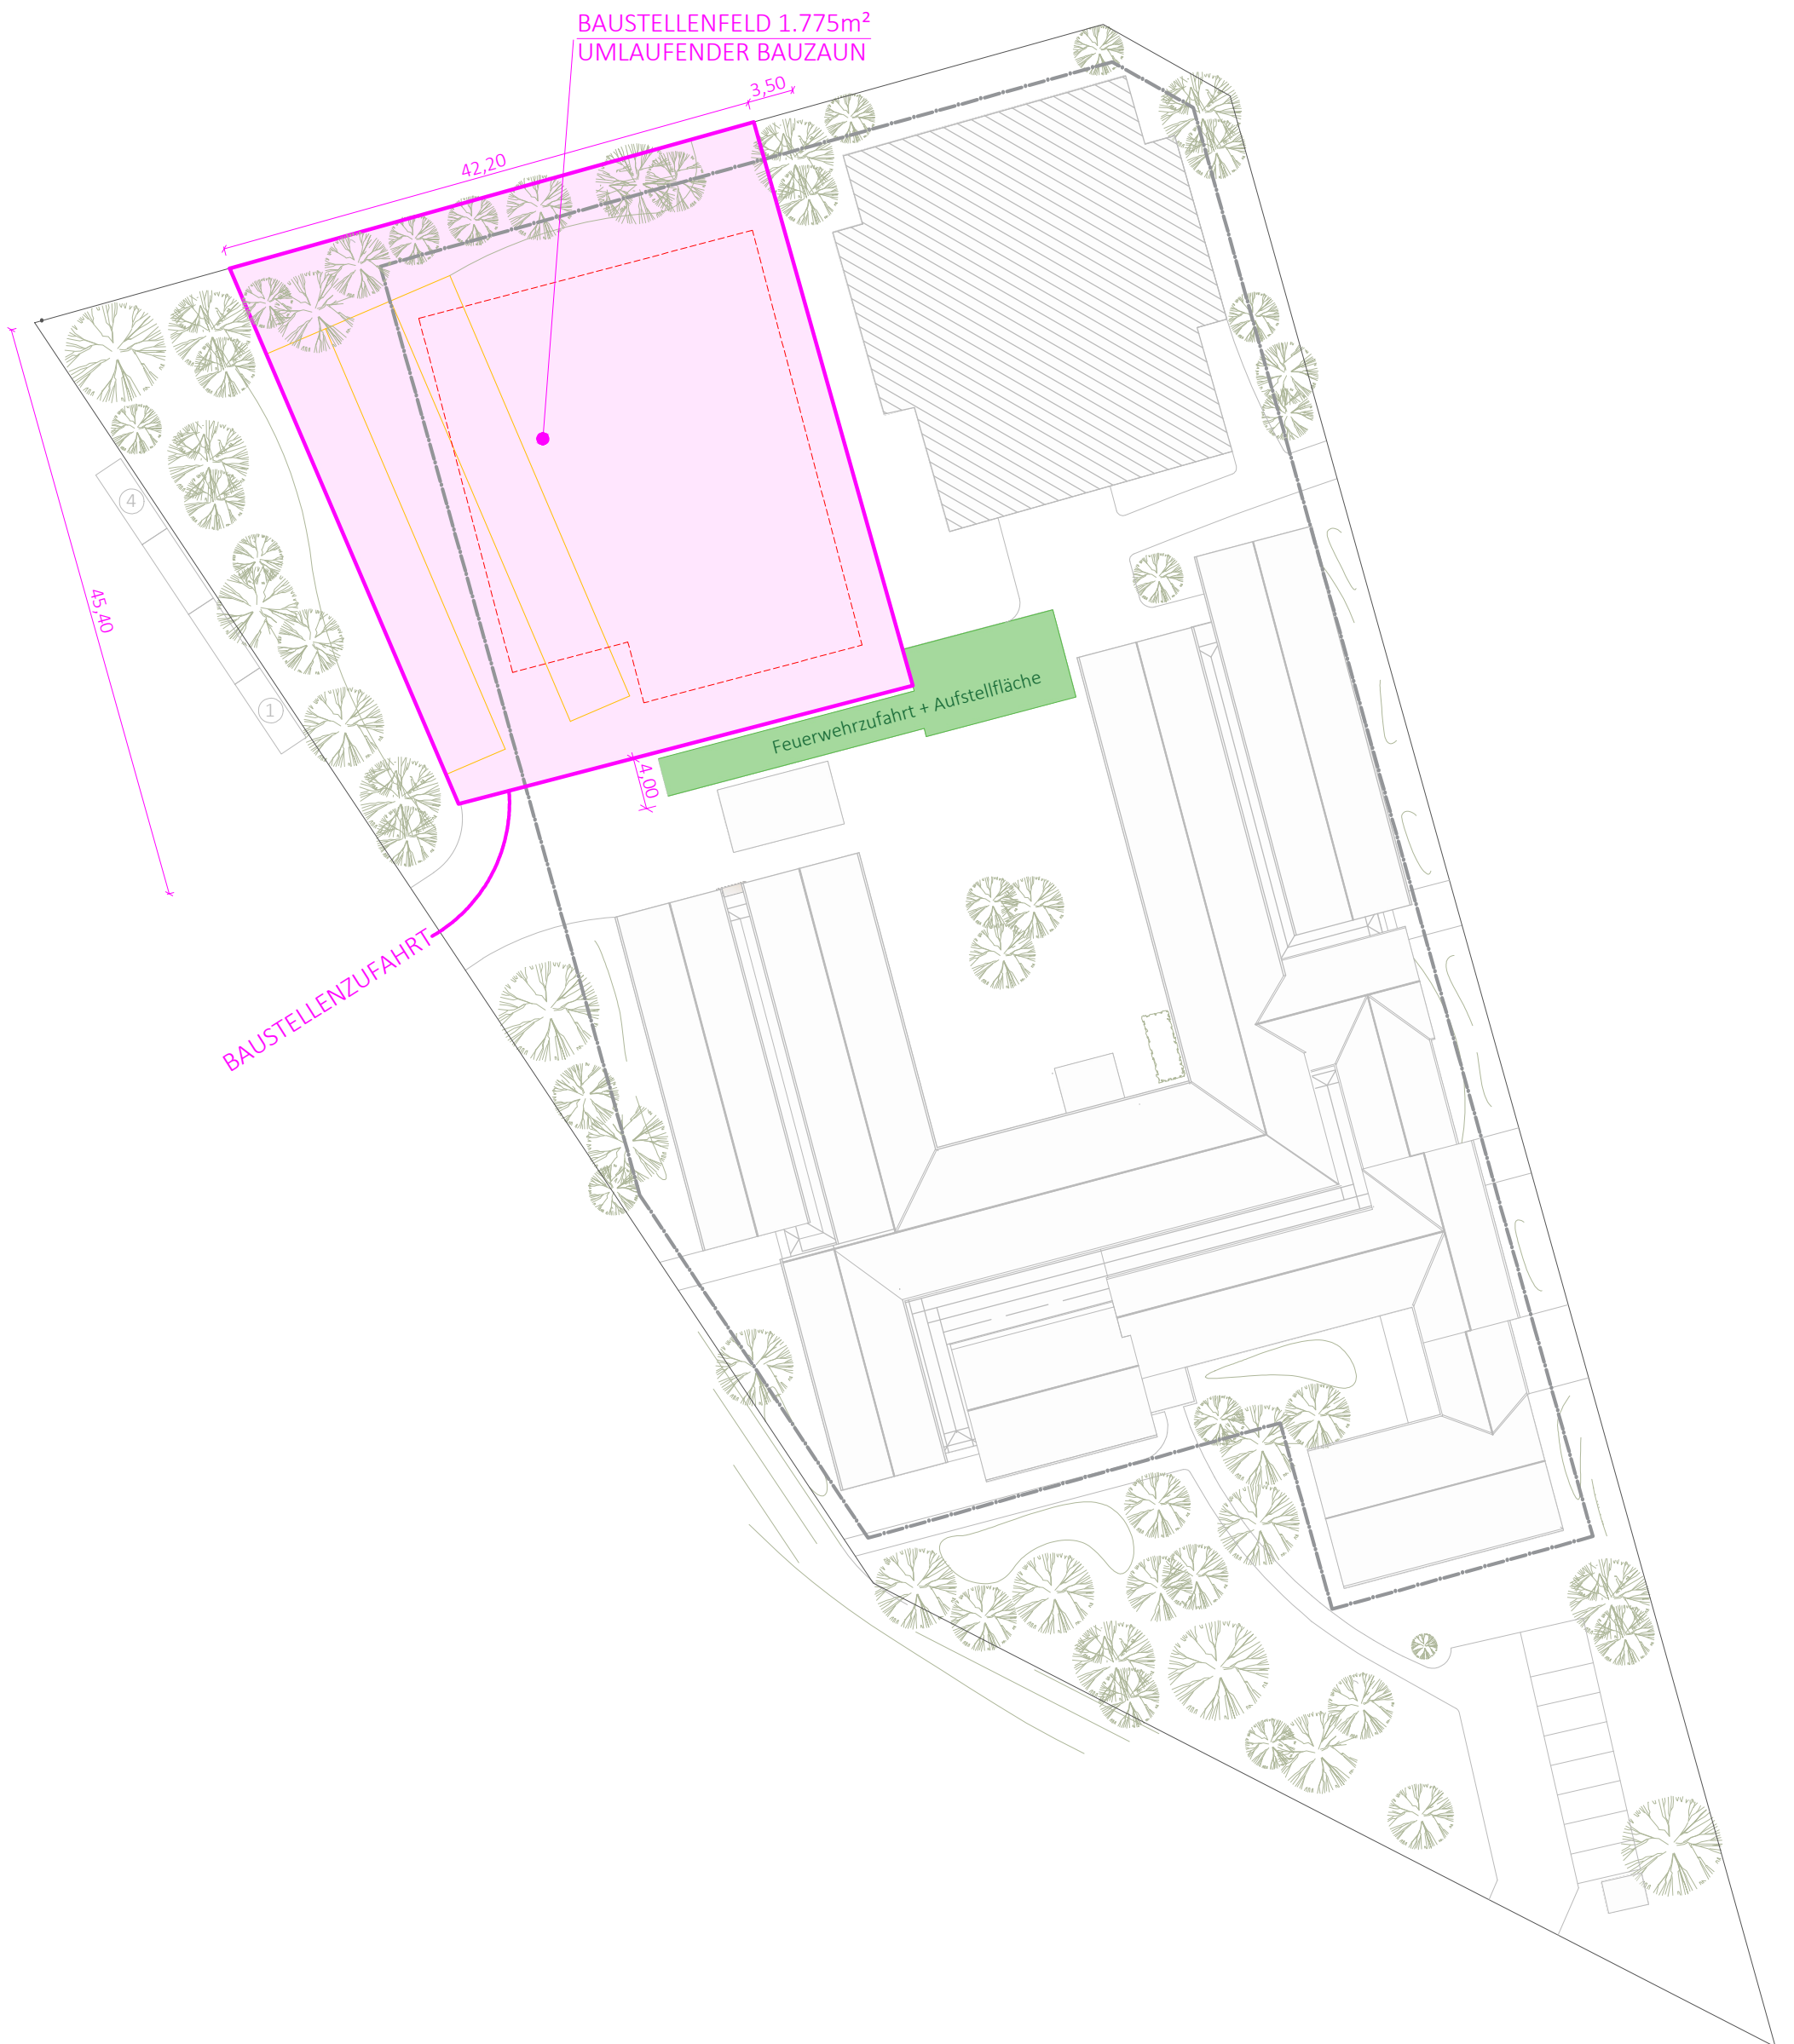 BAUSTELLENFELD 1.775m²
UMLAUFENDER BAUZAUN
3,50
42,20
4
45,40
1
Feuerwehrzufahrt + Aufstellfläche
4,00
BAUSTELLENZUFAHRT